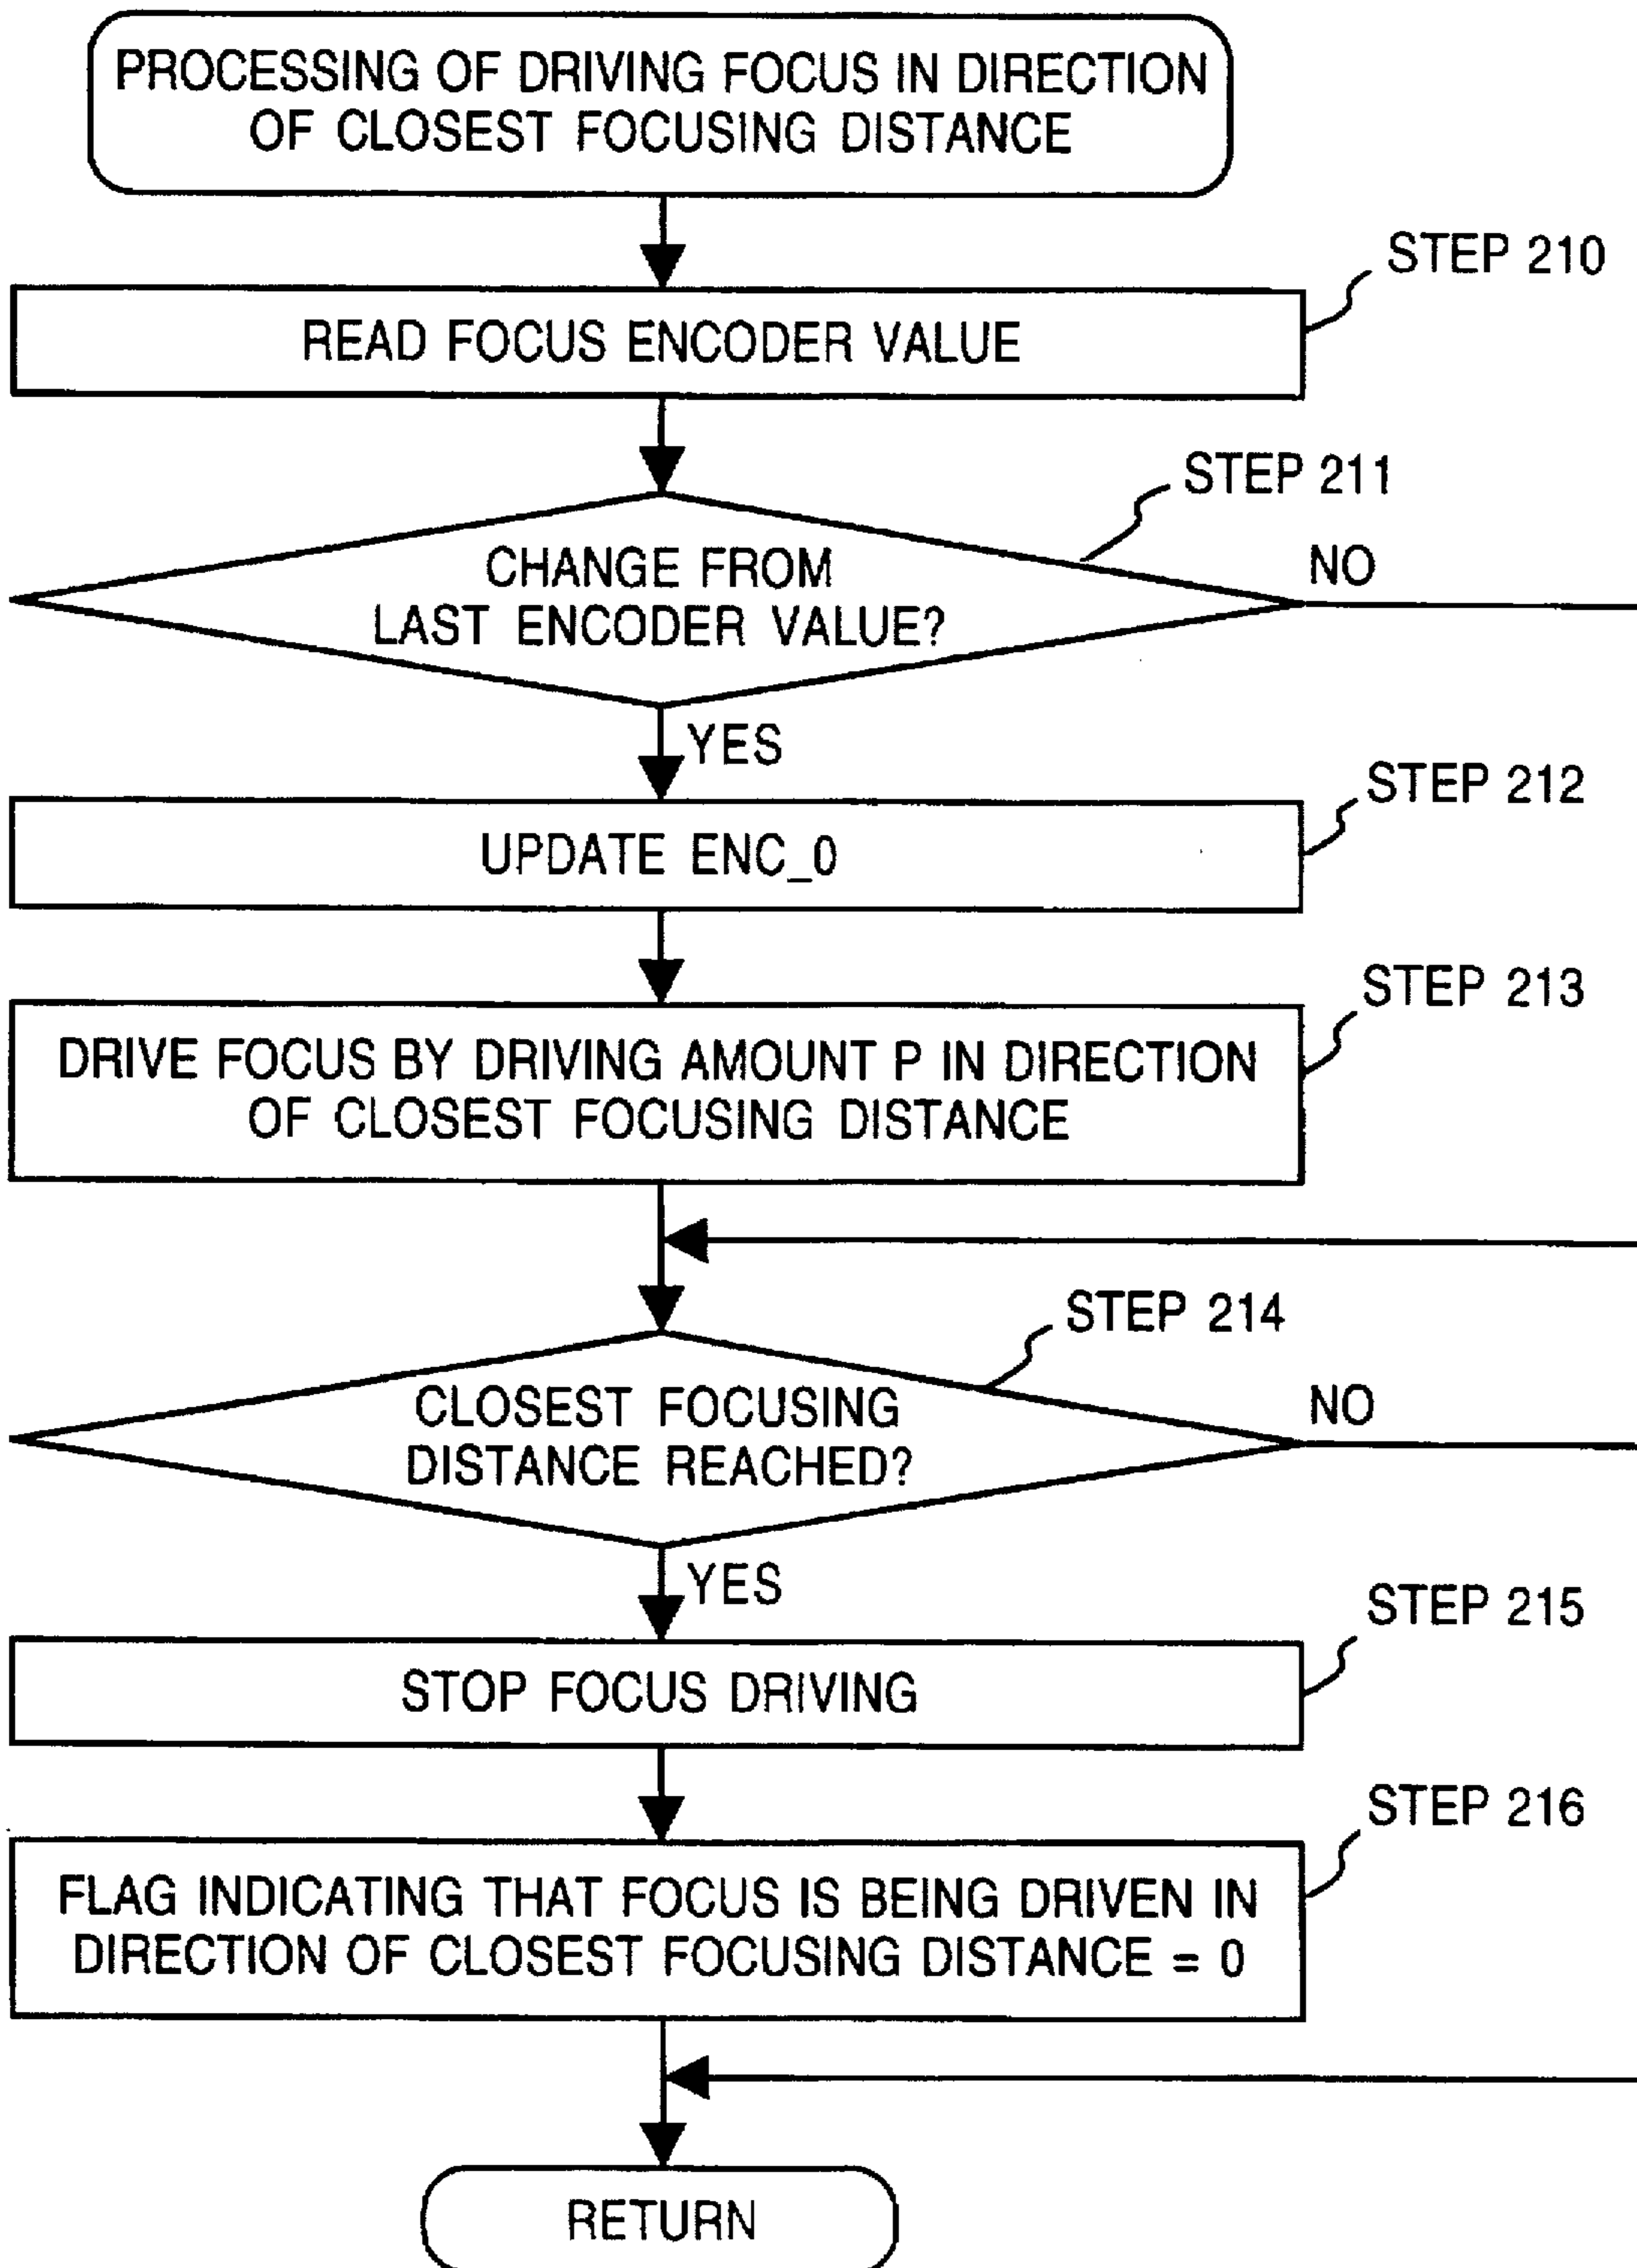 PROCESSING OF DRIVING FOCUS IN DIRECTION
OF CLOSEST FOCUSING DISTANCE
STEP 210
READ FOCUS ENCODER VALUE
STEP 211
CHANGE FROM
LAST ENCODER VALUE?
NO
YES
STEP 212
UPDATE ENC_0
STEP 213
DRIVE FOCUS BY DRIVING AMOUNT P IN DIRECTION
OF CLOSEST FOCUSING DISTANCE
STEP 214
CLOSEST FOCUSING
DISTANCE REACHED?
NO
YES
STEP 215
STOP FOCUS DRIVING
STEP 216
FLAG INDICATING THAT FOCUS IS BEING DRIVEN IN
DIRECTION OF CLOSEST FOCUSING DISTANCE = 0
RETURN